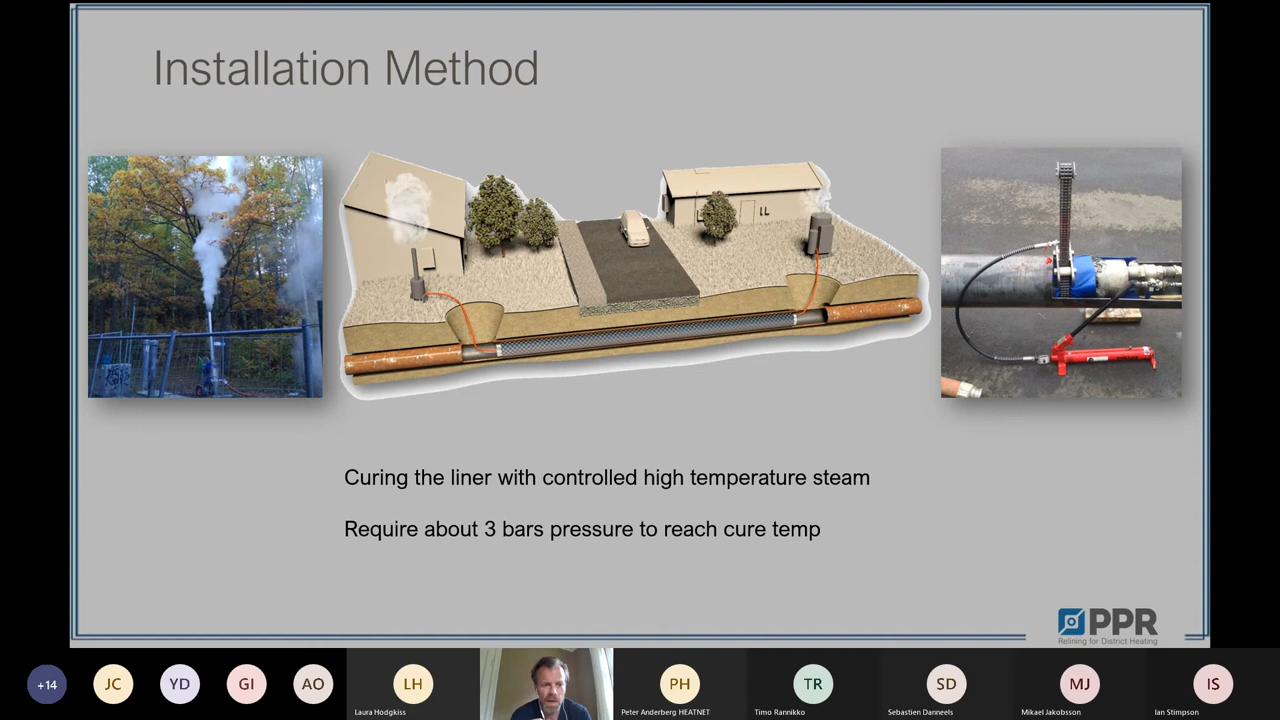 Installation Method
Curing the liner with controlled high temperature steam
Require about 3 bars pressure to reach cure temp
PPR
Relining for District Heating
+14
JC
YD
GI
AO
LH
PH
TR
SD
MJ
IS
Laura Hodgkiss
Peter Anderberg HEATNET
Timo Rannikko
Sebastien Danneels
Mikael Jakobsson
Ian Stimpson